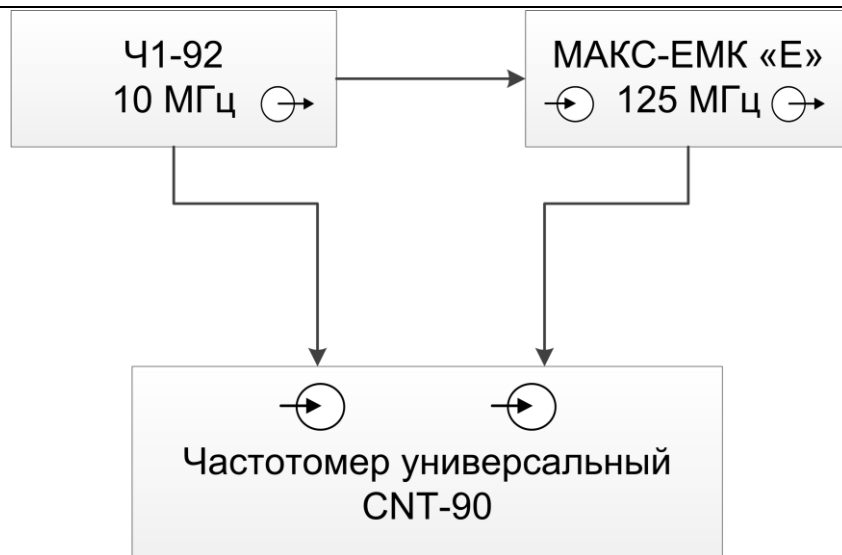 Ч1-92
10 МГц
МАКС-ЕМК «Е»
125 МГц
Частотомер универсальный
CNT-90